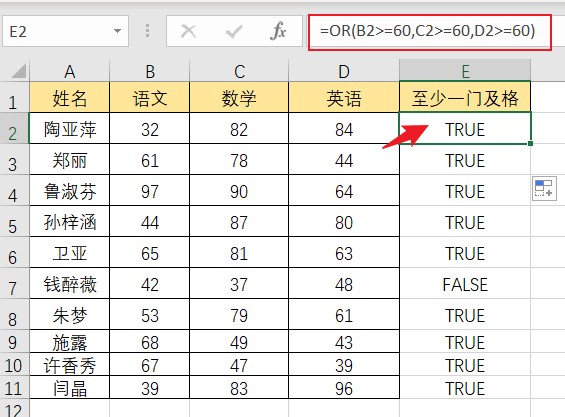 E2 =OR(B2>=60,C2>=60,D2>=60)
A B C D E
1 姓名 语文 数学 英语 至少一门及格
2 陶亚萍 32 82 84 TRUE
3 郑丽 61 78 44 TRUE
4 鲁淑芬 97 90 64 TRUE
5 孙梓涵 44 87 80 TRUE
6 卫亚 65 81 63 TRUE
7 钱醉薇 42 37 48 FALSE
8 朱梦 53 79 61 TRUE
9 施露 68 49 43 TRUE
10 许香秀 67 47 39 TRUE
11 闫晶 39 83 96 TRUE
12